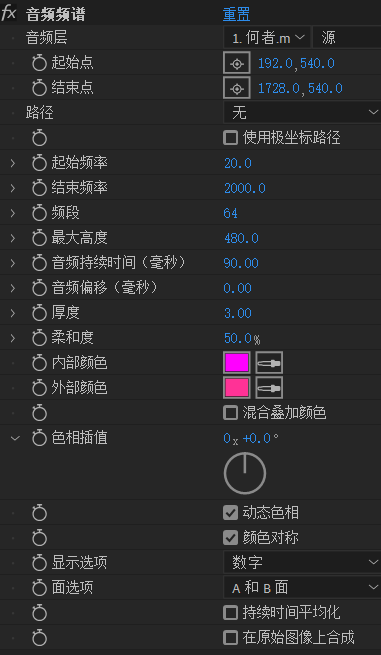 fx 音频频谱 重置
音频层 1. 何者.m 源
起始点 192.0,540.0
结束点 1728.0,540.0
路径 无
使用极坐标路径
起始频率 20.0
结束频率 2000.0
频段 64
最大高度 480.0
音频持续时间（毫秒） 90.00
音频偏移（毫秒） 0.00
厚度 3.00
柔和度 50.0%
内部颜色
外部颜色
混合叠加颜色
色相插值 0x+0.0°
动态色相
颜色对称
显示选项 数字
面选项 A 和 B 面
持续时间平均化
在原始图像上合成